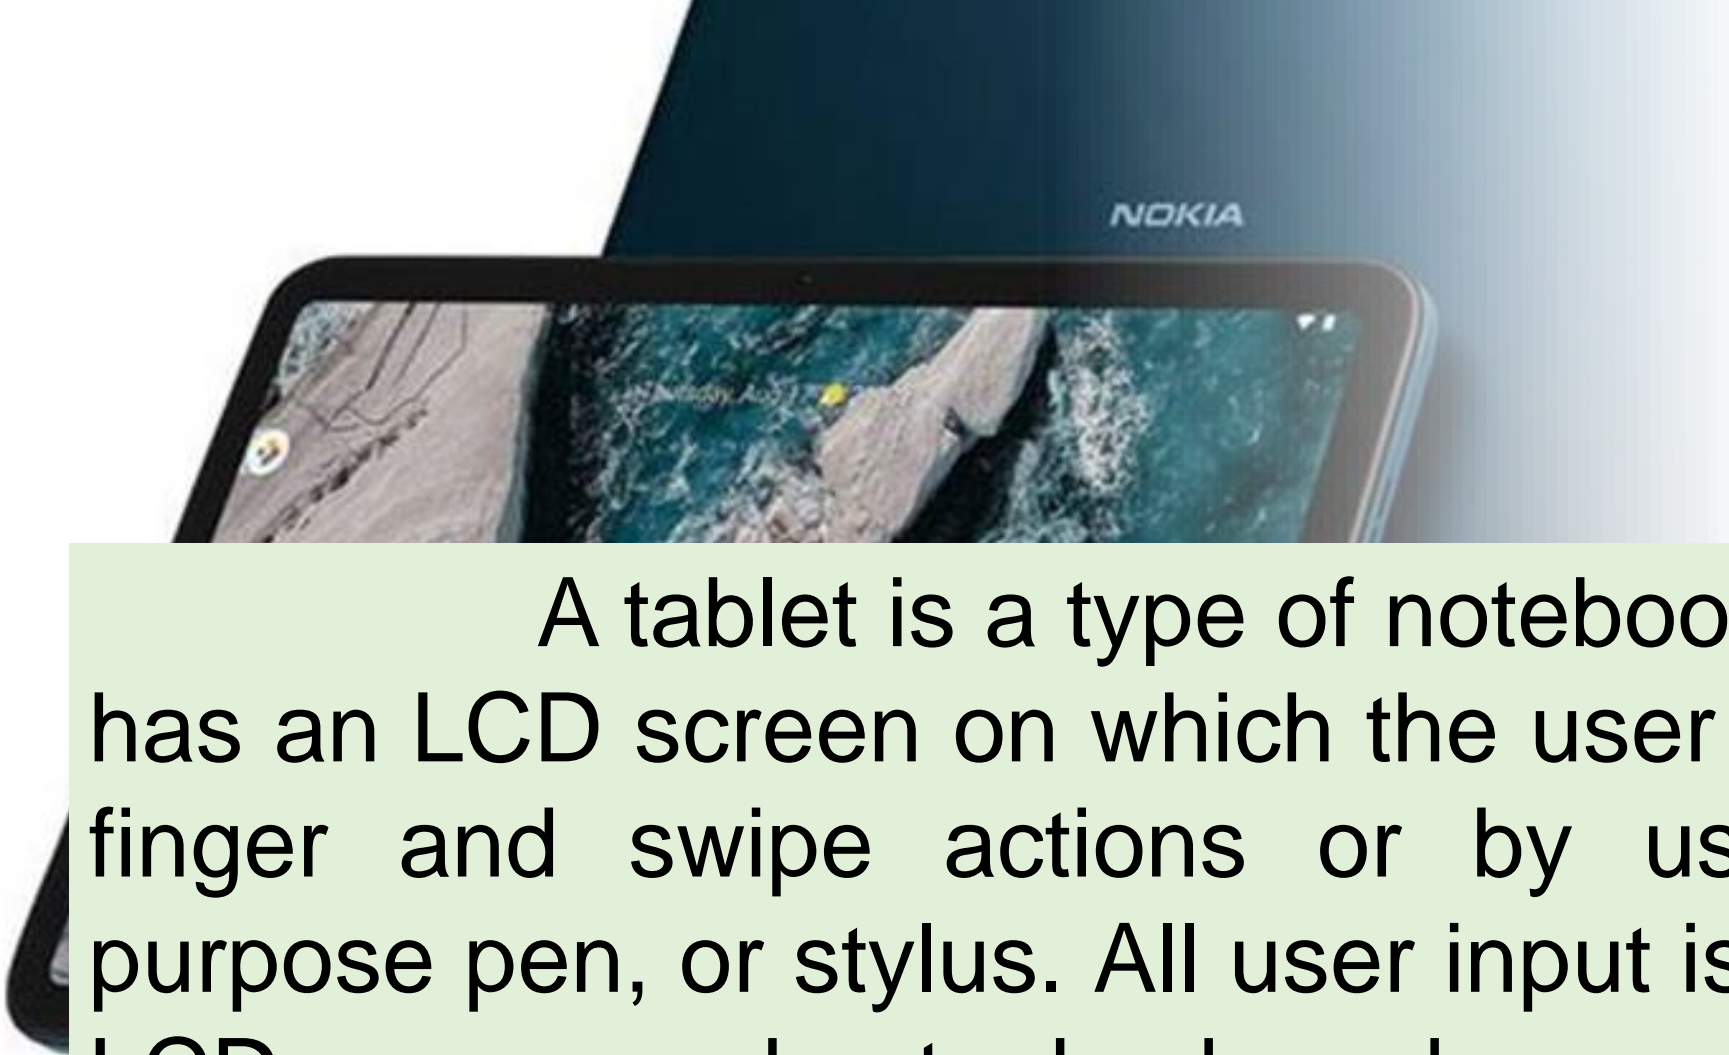 NOKIA
A tablet is a type of noteboo
has an LCD screen on which the user
finger and swipe actions or by us
purpose pen, or stylus. All user input is
LCD